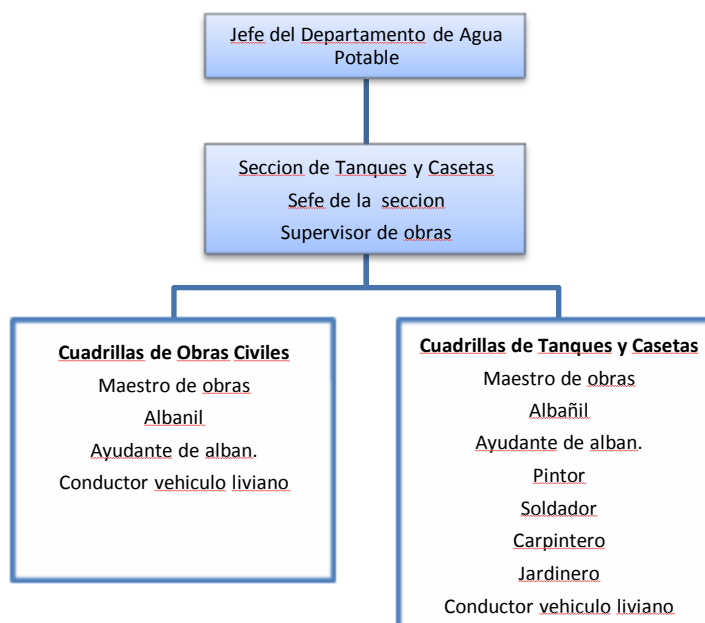 Jefe del Departamento de Agua
Potable
Seccion de Tanques y Casetas
Sefe de la seccion
Supervisor de obras
Cuadrillas de Obras Civiles
Maestro de obras
Albanil
Ayudante de alban.
Conductor vehiculo liviano
Cuadrillas de Tanques y Casetas
Maestro de obras
Albañil
Ayudante de alban.
Pintor
Soldador
Carpintero
Jardinero
Conductor vehiculo liviano